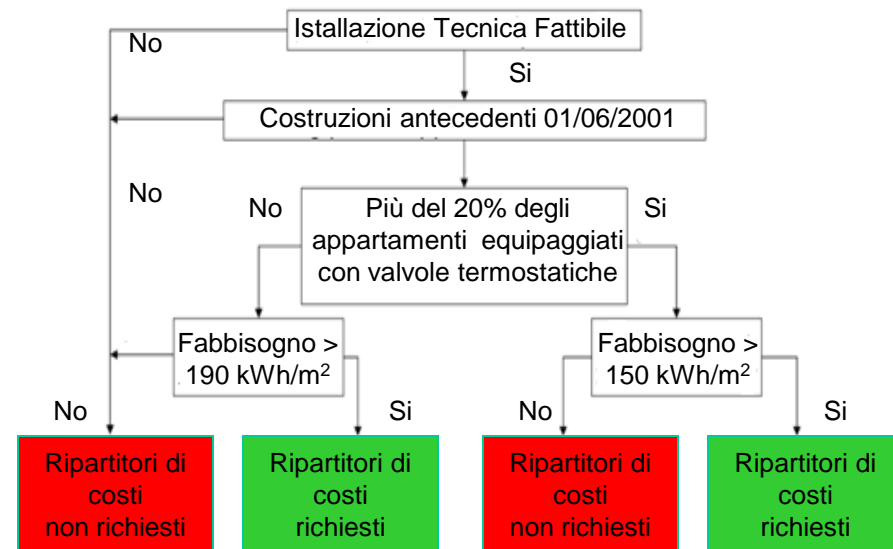 Istallazione Tecnica Fattibile
No
Si
Costruzioni antecedenti 01/06/2001
No
No
Più del 20% degli
appartamenti equipaggiati
con valvole termostatiche
Si
Fabbisogno >
190 kWh/m²
Fabbisogno >
150 kWh/m²
No
Si
No
Si
Ripartitori di
costi
non richiesti
Ripartitori di
costi
richiesti
Ripartitori di
costi
non richiesti
Ripartitori di
costi
richiesti